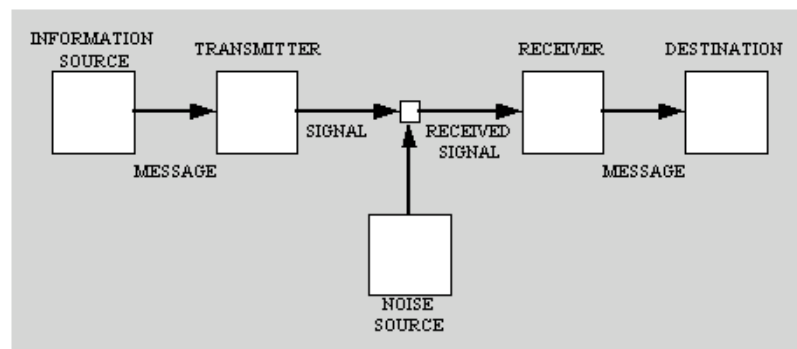 INFORMATION
SOURCE
TRANSMITTER
RECEIVER
DESTINATION
SIGNAL
RECEIVED
SIGNAL
MESSAGE
MESSAGE
NOISE
SOURCE